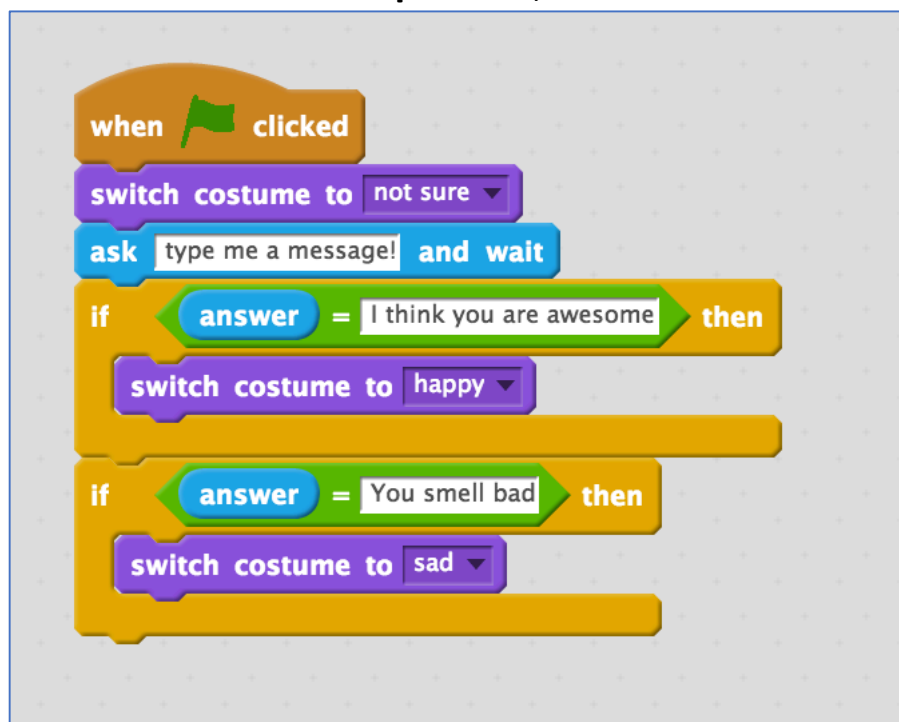 when clicked
switch costume to not sure
ask type me a message! and wait
if answer = I think you are awesome then
switch costume to happy
if answer = You smell bad then
switch costume to sad